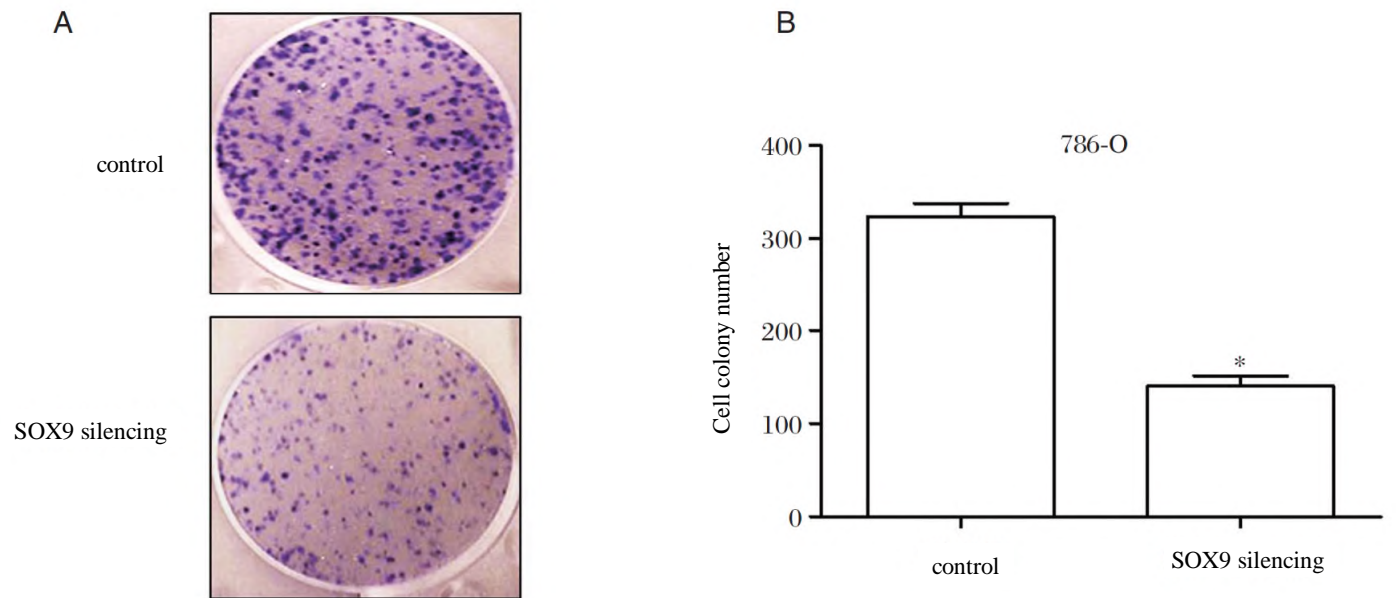 A
control
SOX9 silencing
B
786-O
Cell colony number
400
300
200
100
0
control
SOX9 silencing
*